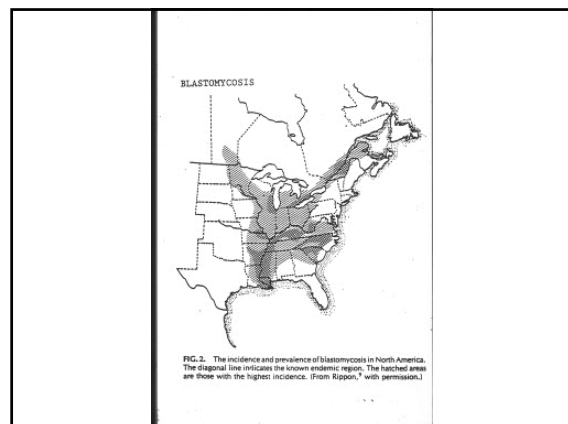 BLASTOMYCOSIS
FIG. 2. The incidence and prevalence of blastomycosis in North America.
The diagonal line indicates the known endemic region. The hatched areas
are those with the highest incidence. (From Rippon,⁹ with permission.)